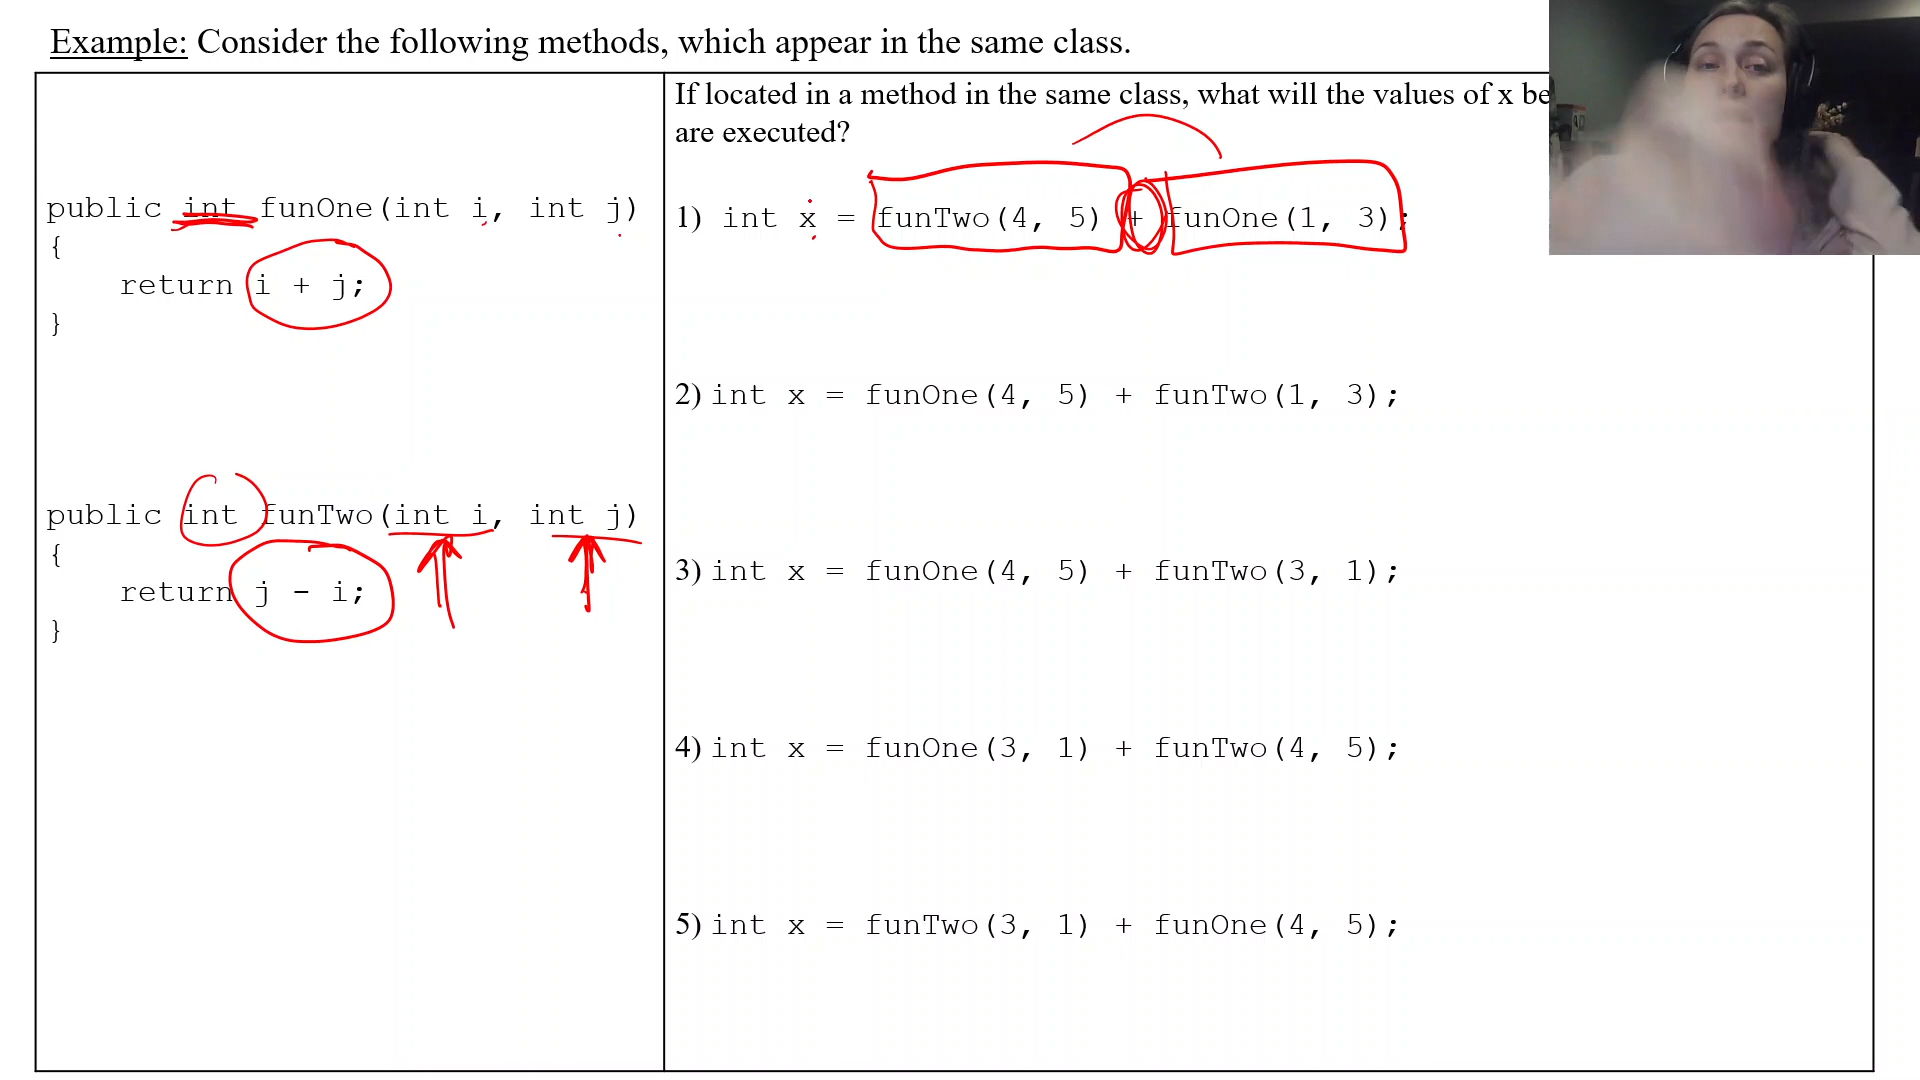 Example: Consider the following methods, which appear in the same class.
public int funOne(int i, int j)
{
return i + j;
}
public int funTwo(int i, int j)
{
return j - i;
}
If located in a method in the same class, what will the values of x be
are executed?
1) int x = funTwo(4, 5) + funOne(1, 3);
2) int x = funOne(4, 5) + funTwo(1, 3);
3) int x = funOne(4, 5) + funTwo(3, 1);
4) int x = funOne(3, 1) + funTwo(4, 5);
5) int x = funTwo(3, 1) + funOne(4, 5);